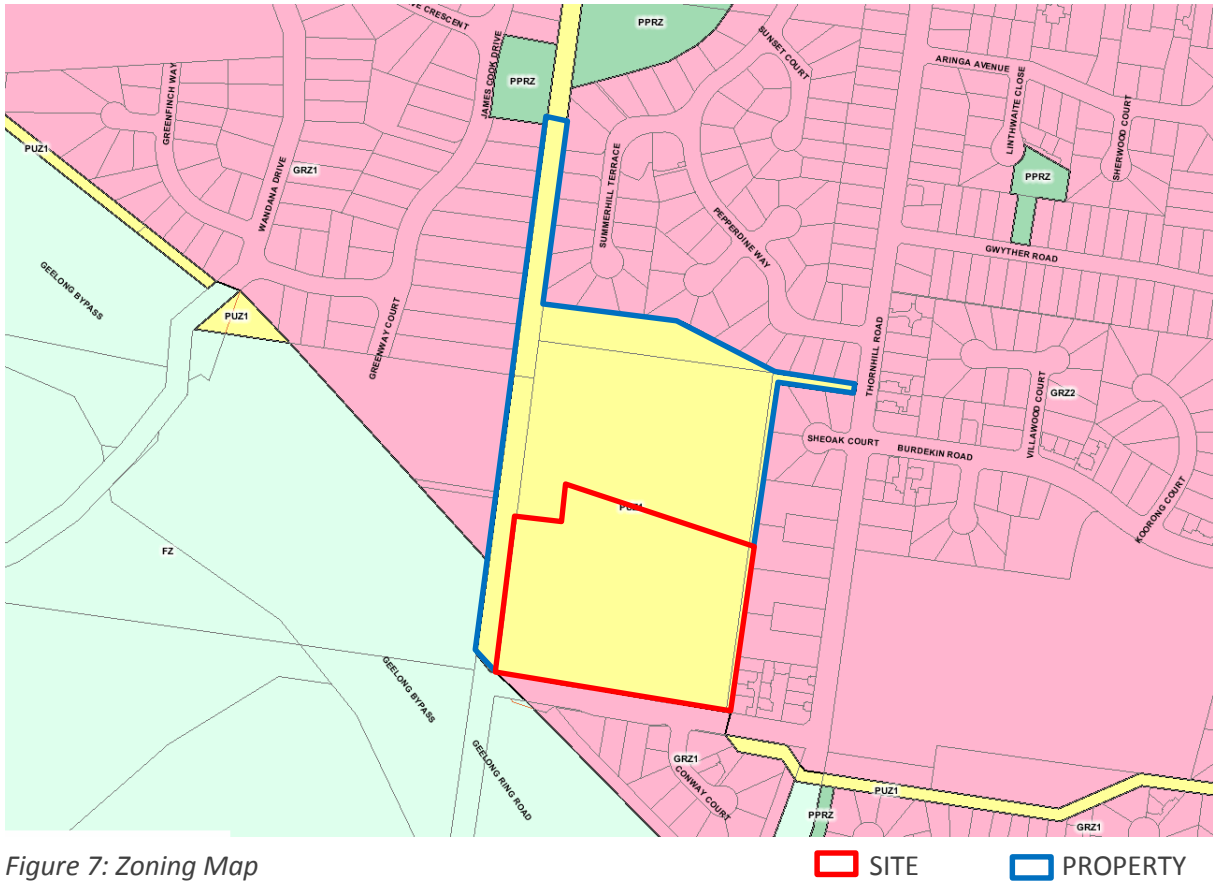 VE CRESCENT
JAMES COOK DRIVE
PPRZ
PPRZ
SUNSET COURT
ARINGA AVENUE
LINTHWAITE CLOSE
SHERWOOD COURT
GREENFINCH WAY
PUZ1
WANDANA DRIVE
GRZ1
SUMMERHILL TERRACE
PEPPERDINE WAY
PPRZ
GWYTHER ROAD
GEELONG BYPASS
PUZ1
GREENWAY COURT
THORNHILL ROAD
VILLAWOOD COURT
GRZ2
SHEOAK COURT
BURDEKIN ROAD
KOORONG COURT
PUZ1
FZ
GEELONG BYPASS
GEELONG RING ROAD
GRZ1
CONWAY COURT
PUZ1
PPRZ
GRZ1
Figure 7: Zoning Map
SITE
PROPERTY